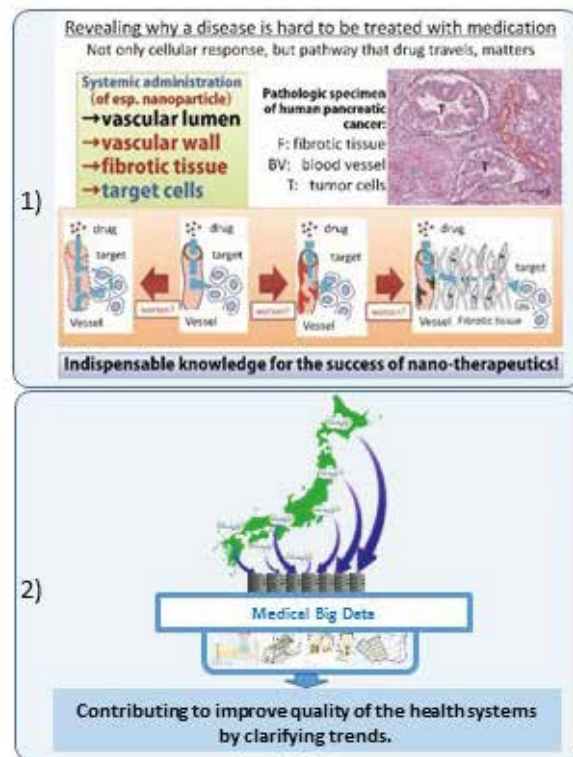 1)
Revealing why a disease is hard to be treated with medication
Not only cellular response, but pathway that drug travels, matters
Systemic administration
(of esp. nanoparticle)
→vascular lumen
→vascular wall
→fibrotic tissue
→target cells
Pathologic specimen
of human pancreatic
cancer:
F: fibrotic tissue
BV: blood vessel
T: tumor cells
T
T
drug
target
Vessel
drug
target
Vessel
drug
target
Vessel
drug
target
Vessel
Fibrotic tissue
worsen?
worsen?
worsen?
Indispensable knowledge for the success of nano-therapeutics!
2)
Medical Big Data
Contributing to improve quality of the health systems
by clarifying trends.